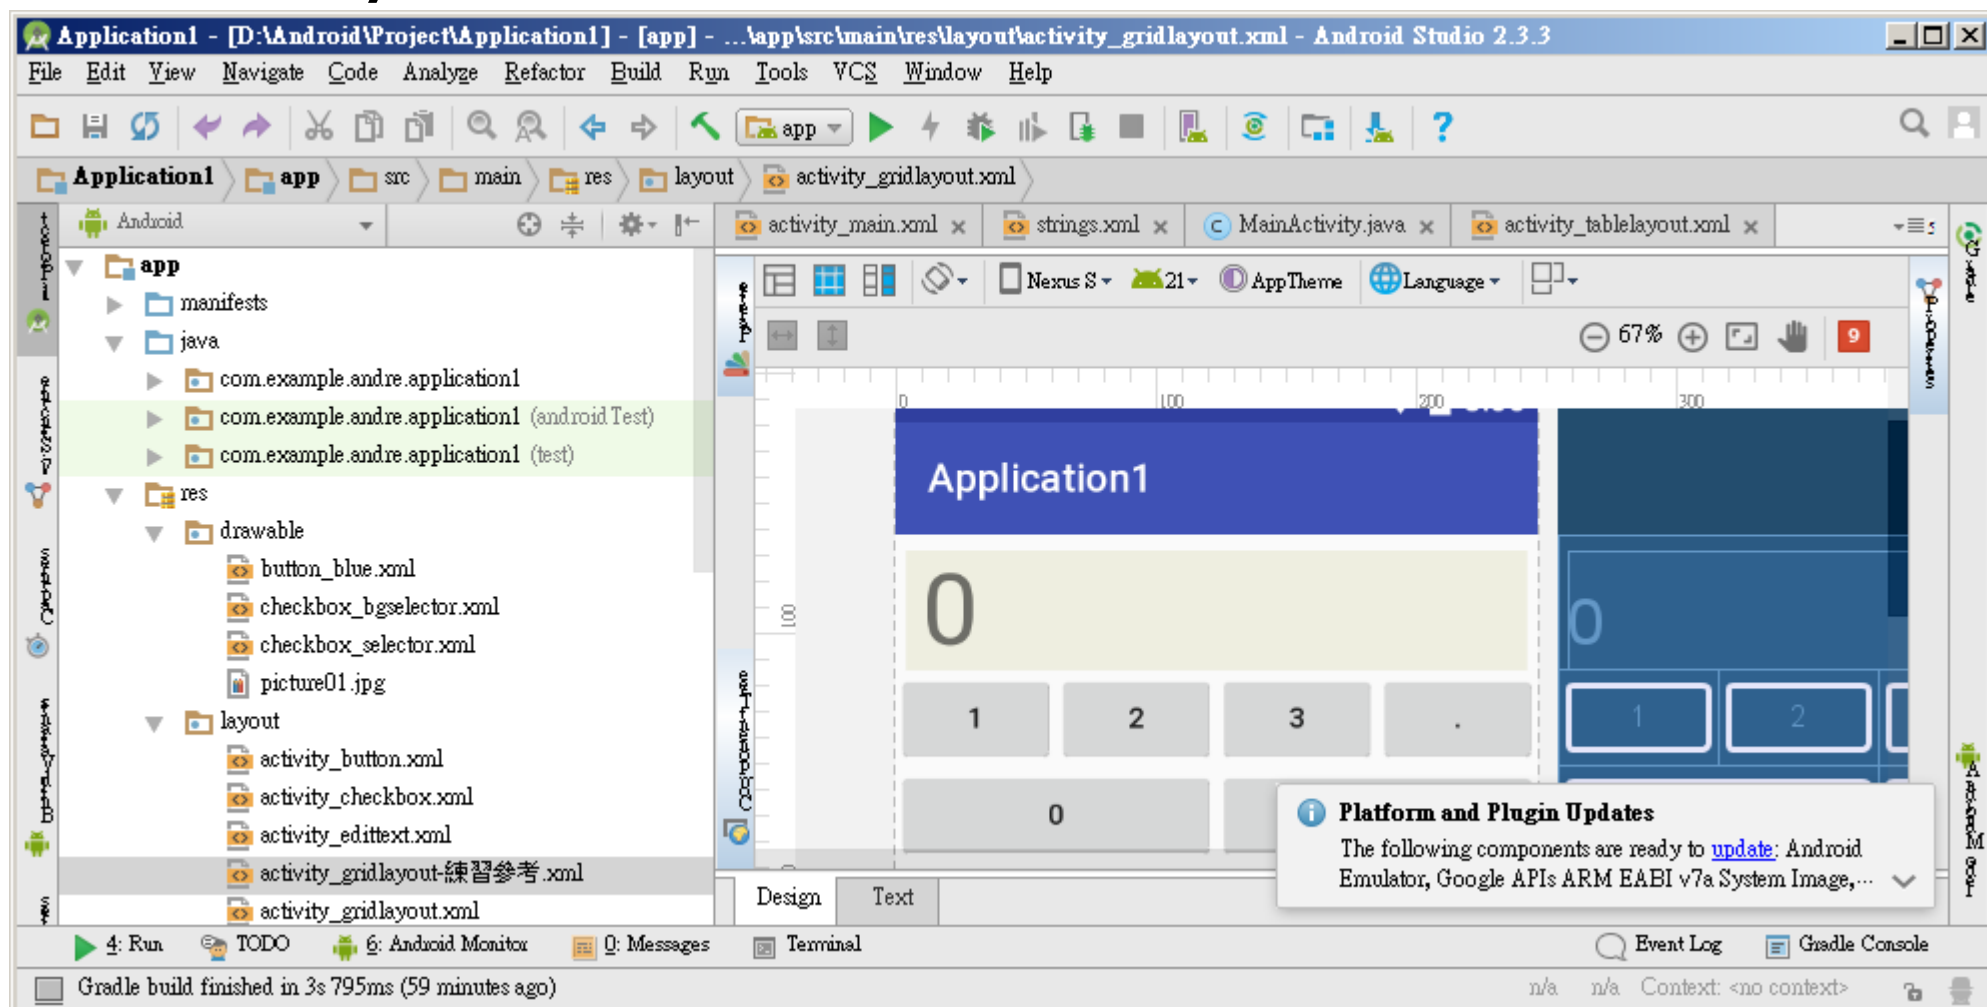 Application1 - [D:\Android\Project\Application1] - [app] - ...\app\src\main\res\layout\activity_gridlayout.xml - Android Studio 2.3.3
File Edit View Navigate Code Analyze Refactor Build Run Tools VCS Window Help
app
Application1 app src main res layout activity_gridlayout.xml
Android
activity_main.xml strings.xml MainActivity.java activity_tablelayout.xml
app
manifests
java
com.example.andre.application1
com.example.andre.application1 (androidTest)
com.example.andre.application1 (test)
res
drawable
button_blue.xml
checkbox_bgselector.xml
checkbox_selector.xml
picture01.jpg
layout
activity_button.xml
activity_checkbox.xml
activity_edittext.xml
activity_gridlayout-練習參考.xml
activity_gridlayout.xml
Nexus S 21 AppTheme Language
67% 9
0 100 200 300
100
Application1
0
0
1 2 3 .
1 2
0
Platform and Plugin Updates
The following components are ready to update: Android
Emulator, Google APIs ARM EABI v7a System Image,...
Design Text
4: Run TODO 6: Android Monitor 0: Messages Terminal Event Log Gradle Console
Gradle build finished in 3s 795ms (59 minutes ago) n/a n/a Context: <no context>